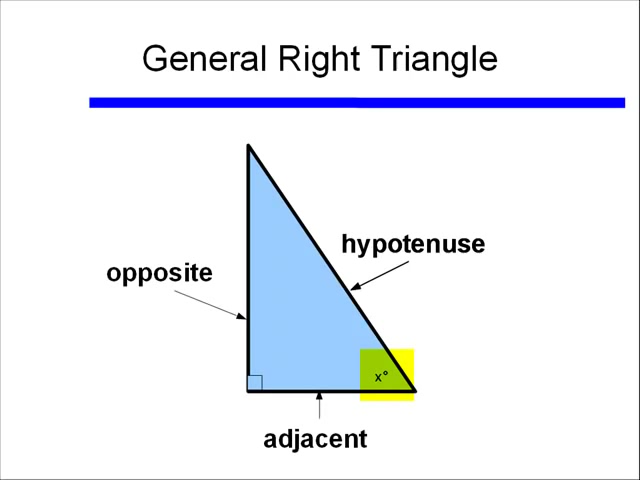 General Right Triangle
hypotenuse
opposite
x°
adjacent